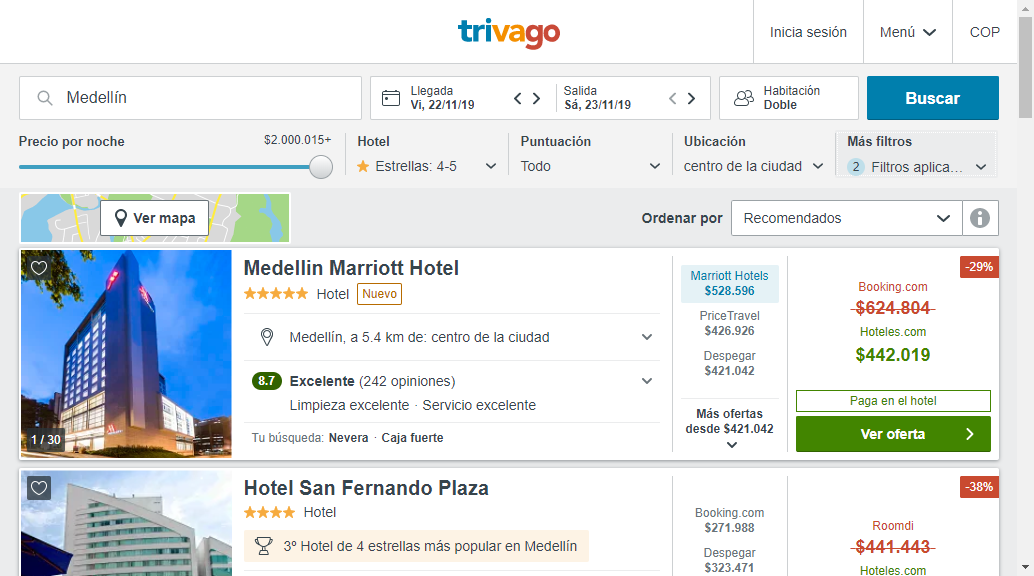 trivago
Inicia sesión
Menú
COP
Medellín
Llegada
Vi, 22/11/19
Salida
Sá, 23/11/19
Habitación
Doble
Buscar
Precio por noche
$2.000.015+
Hotel
Estrellas: 4-5
Puntuación
Todo
Ubicación
centro de la ciudad
Más filtros
2 Filtros aplica...
Ver mapa
Ordenar por
Recomendados
Medellin Marriott Hotel
Hotel Nuevo
Medellín, a 5.4 km de: centro de la ciudad
8.7 Excelente (242 opiniones)
Limpieza excelente · Servicio excelente
Tu búsqueda: Nevera · Caja fuerte
1 / 30
Marriott Hotels
$528.596
PriceTravel
$426.926
Despegar
$421.042
Más ofertas
desde $421.042
-29%
Booking.com
$624.804
Hoteles.com
$442.019
Paga en el hotel
Ver oferta
Hotel San Fernando Plaza
Hotel
3º Hotel de 4 estrellas más popular en Medellín
Booking.com
$271.988
Despegar
$323.471
-38%
Roomdi
$441.443
Hoteles.com